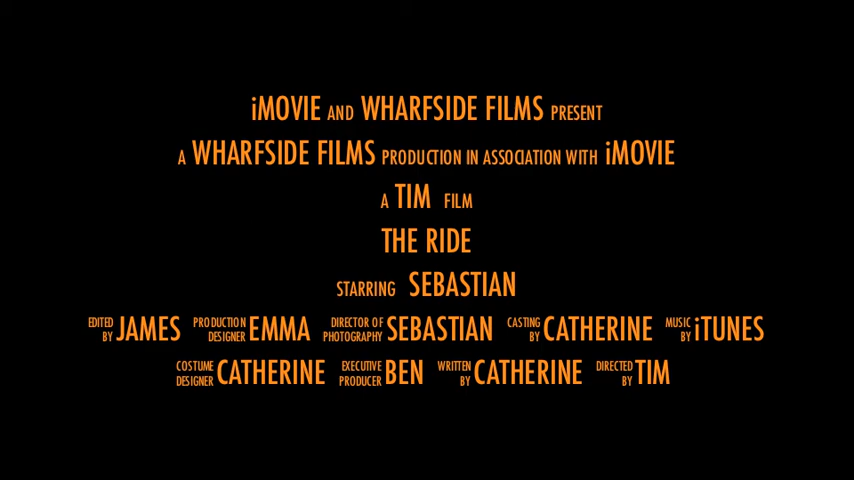 iMOVIE AND WHARFSIDE FILMS PRESENT
A WHARFSIDE FILMS PRODUCTION IN ASSOCIATION WITH iMOVIE
A TIM FILM
THE RIDE
STARRING SEBASTIAN
EDITED BY JAMES PRODUCTION DESIGNER EMMA DIRECTOR OF PHOTOGRAPHY SEBASTIAN CASTING BY CATHERINE MUSIC BY iTUNES
COSTUME DESIGNER CATHERINE EXECUTIVE PRODUCER BEN WRITTEN BY CATHERINE DIRECTED BY TIM